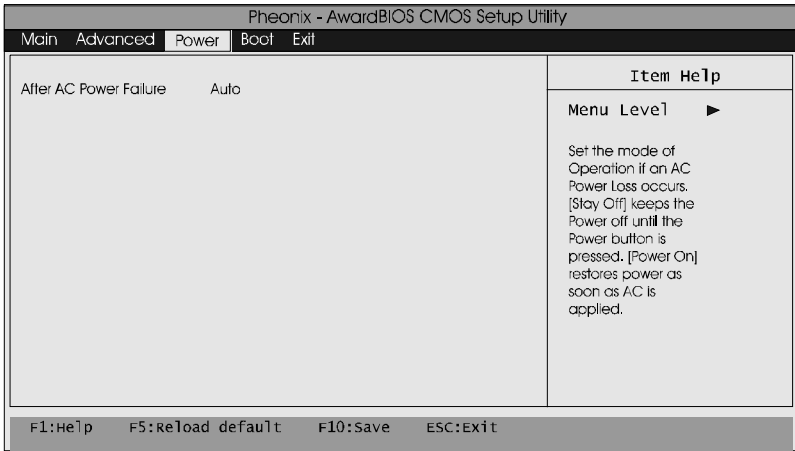 Pheonix - AwardBIOS CMOS Setup Utility
Main Advanced Power Boot Exit
After AC Power Failure Auto
Item Help
Menu Level ►
Set the mode of
Operation if an AC
Power Loss occurs.
[Stay Off] keeps the
Power off until the
Power button is
pressed. [Power On]
restores power as
soon as AC is
applied.
F1:Help F5:Reload default F10:Save ESC:Exit